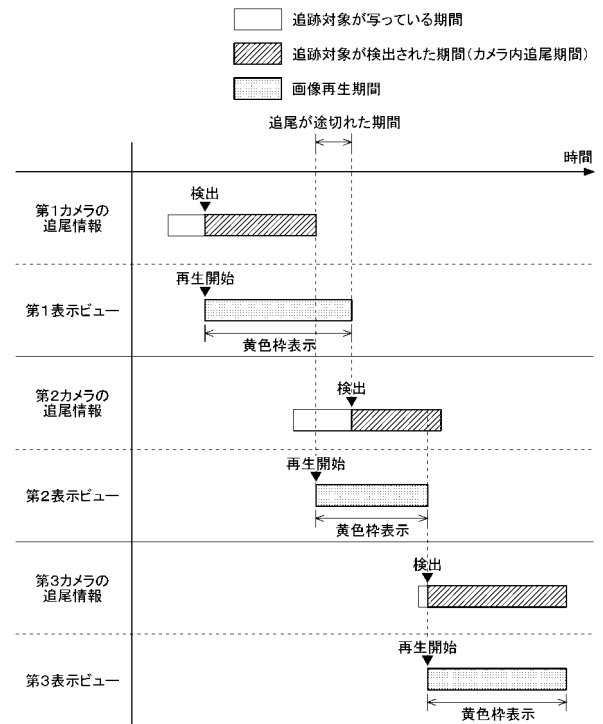 追跡対象が写っている期間
追跡対象が検出された期間(カメラ内追尾期間)
画像再生期間
追尾が途切れた期間
時間
検出
第1カメラの
追尾情報
再生開始
第1表示ビュー
黄色枠表示
検出
第2カメラの
追尾情報
再生開始
第2表示ビュー
黄色枠表示
検出
第3カメラの
追尾情報
再生開始
第3表示ビュー
黄色枠表示